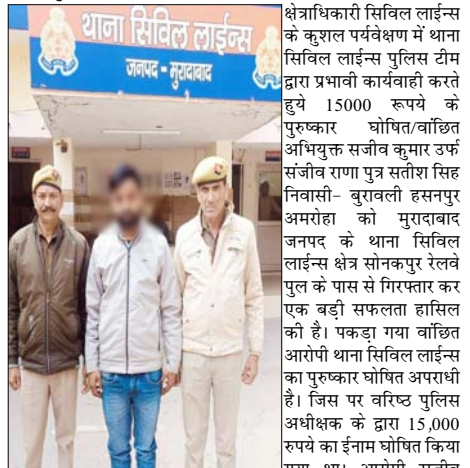 थाना सिविल लाईन्स
जनपद - मुरादाबाद
क्षेत्राधिकारी सिविल लाईन्स
के कुशल पर्यवेक्षण में थाना
सिविल लाईन्स पुलिस टीम
द्वारा प्रभावी कार्यवाही करते
हुये 15000 रूपये के
पुरुष्कार घोषित/वांछित
अभियुक्त सजीव कुमार उर्फ
संजीव राणा पुत्र सतीश सिह
निवासी- बुरावली हसनपुर
अमरोहा को मुरादाबाद
जनपद के थाना सिविल
लाईन्स क्षेत्र सोनकपुर रेलवे
पुल के पास से गिरफ्तार कर
एक बड़ी सफलता हासिल
की है। पकड़ा गया वांछित
आरोपी थाना सिविल लाईन्स
का पुरुष्कार घोषित अपराधी
है। जिस पर वरिष्ठ पुलिस
अधीक्षक के द्वारा 15,000
रुपये का ईनाम घोषित किया